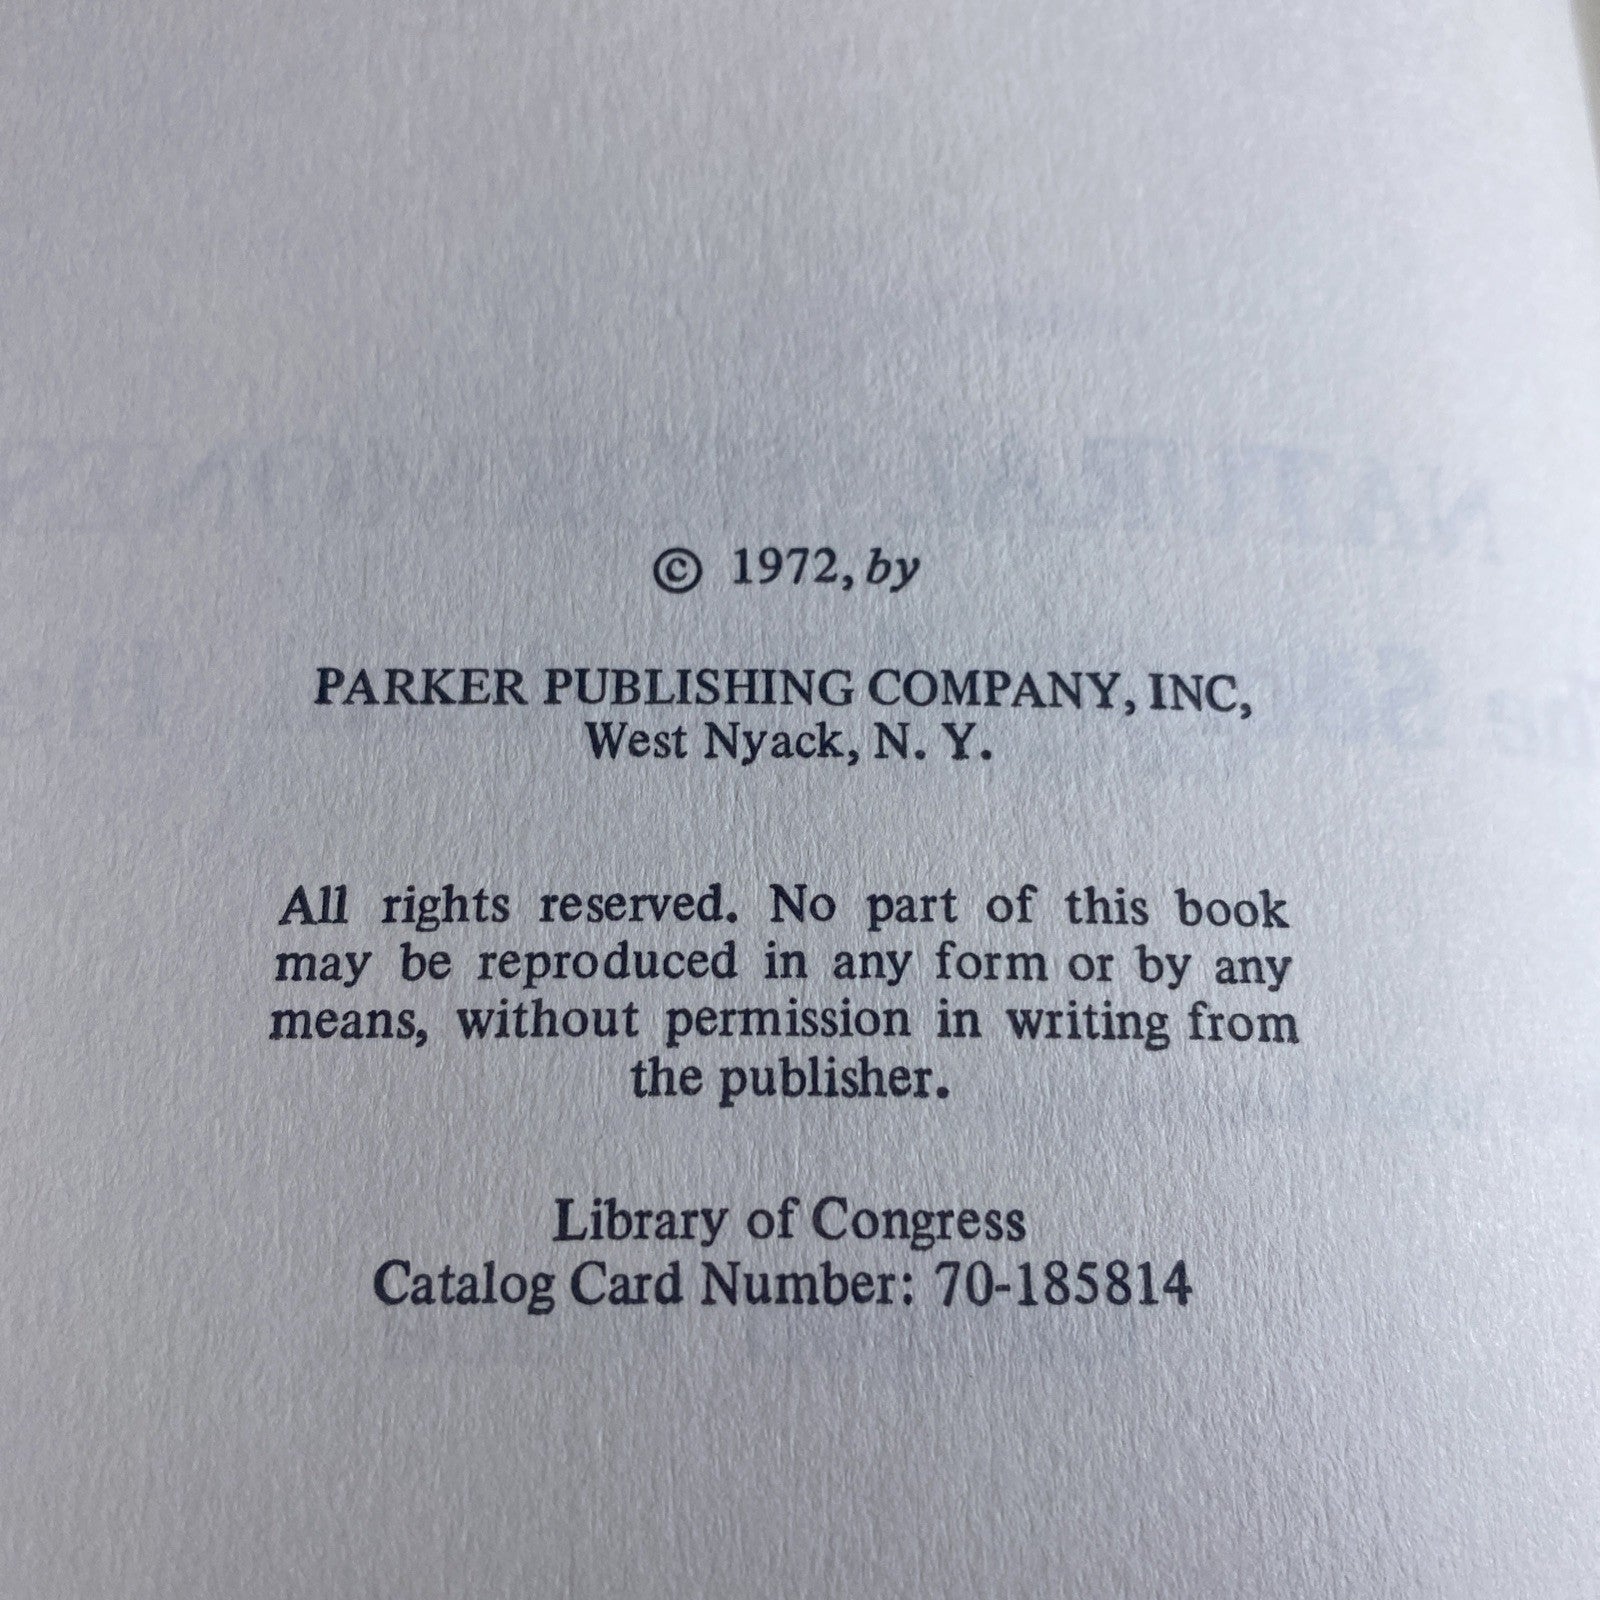 © 1972, by
PARKER PUBLISHING COMPANY, INC,
West Nyack, N. Y.
All rights reserved. No part of this book
may be reproduced in any form or by any
means, without permission in writing from
the publisher.
Library of Congress
Catalog Card Number: 70-185814